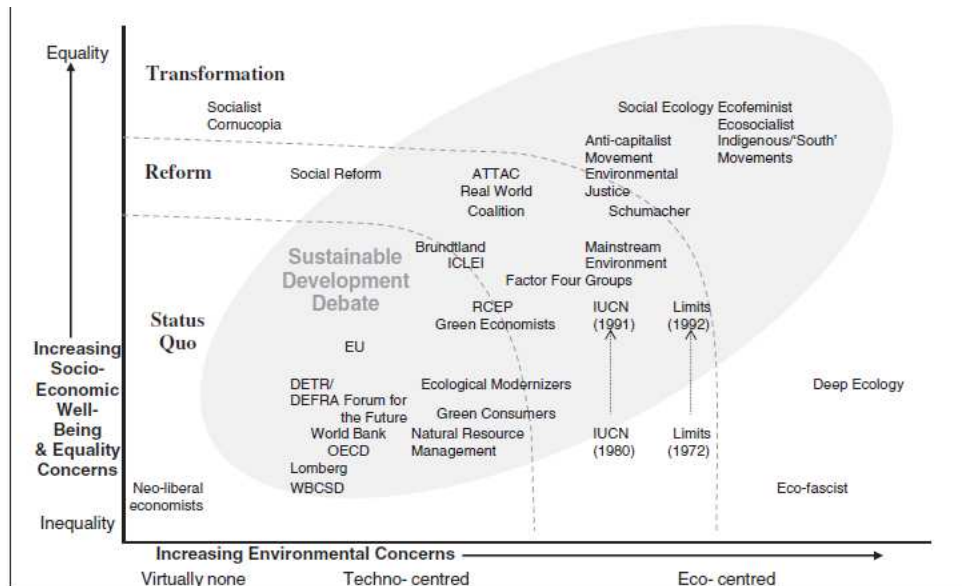 Equality
Transformation
Socialist
Cornucopia
Social Ecology Ecofeminist
Ecosocialist
Anti-capitalist
Movement
Indigenous/'South'
Movements
Reform
Social Reform
ATTAC
Real World
Coalition
Environmental
Justice
Schumacher
Sustainable
Development
Debate
Brundtland
ICLEI
Mainstream
Environment
Factor Four Groups
Status
Quo
RCEP
Green Economists
IUCN
(1991)
Limits
(1992)
EU
Increasing
Socio-
Economic
Well-
Being
& Equality
Concerns
DETR/
DEFRA Forum for
the Future
Ecological Modernizers
Green Consumers
Deep Ecology
World Bank
OECD
Natural Resource
Management
IUCN
(1980)
Limits
(1972)
Lomberg
WBCSD
Neo-liberal
economists
Eco-fascist
Inequality
Increasing Environmental Concerns
Virtually none
Techno- centred
Eco- centred